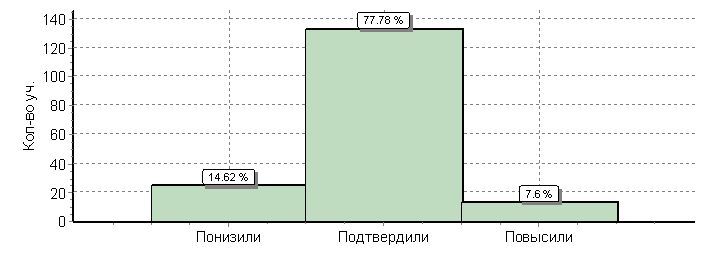 Кол-во уч.
140
120
100
80
60
40
20
0
77.78 %
14.62 %
7.6 %
Понизили
Подтвердили
Повысили